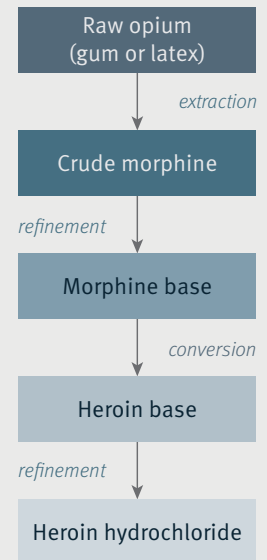 Raw opium
(gum or latex)
extraction
Crude morphine
refinement
Morphine base
conversion
Heroin base
refinement
Heroin hydrochloride